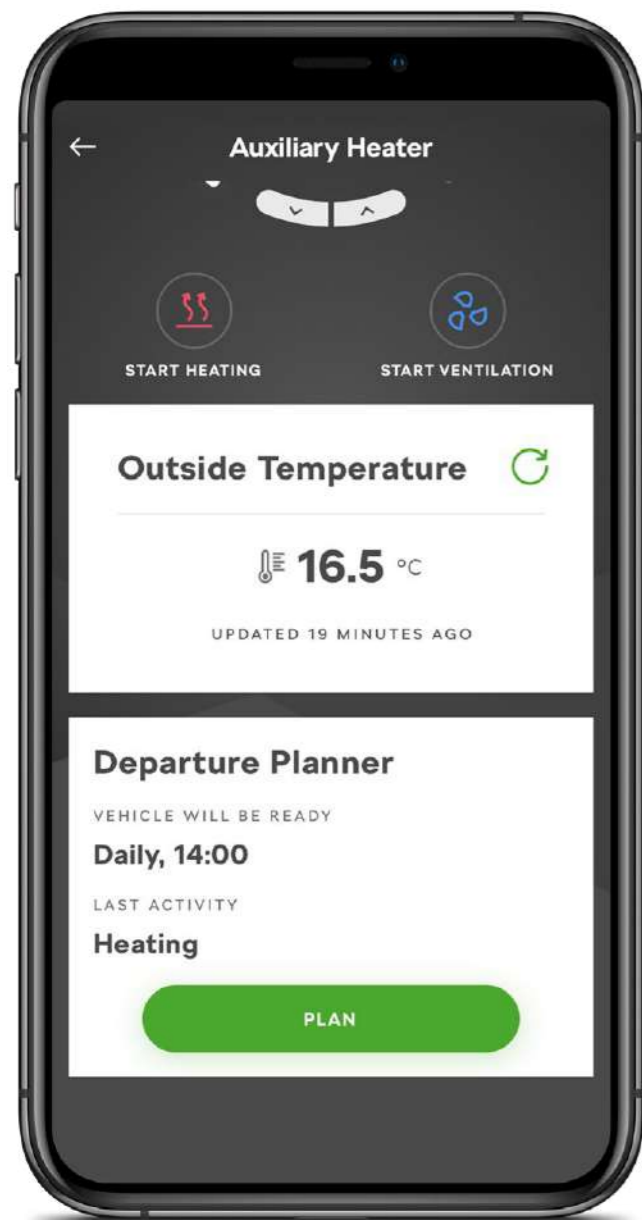 Auxiliary Heater
START HEATING
START VENTILATION
Outside Temperature
16.5 °C
UPDATED 19 MINUTES AGO
Departure Planner
VEHICLE WILL BE READY
Daily, 14:00
LAST ACTIVITY
Heating
PLAN